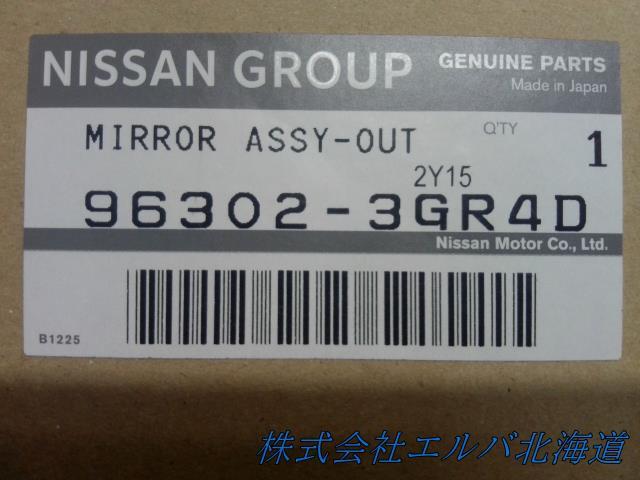 NISSAN GROUP
GENUINE PARTS
Made in Japan
MIRROR ASSY-OUT
Q'TY
1
2Y15
96302-3GR4D
Nissan Motor Co., Ltd.
B1225
株式会社エルバ北海道